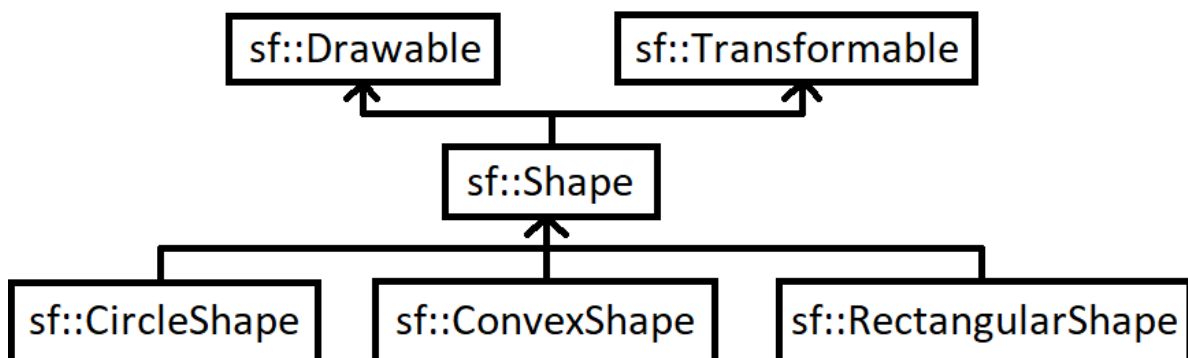 sf::Drawable
sf::Transformable
sf::Shape
sf::CircleShape
sf::ConvexShape
sf::RectangularShape